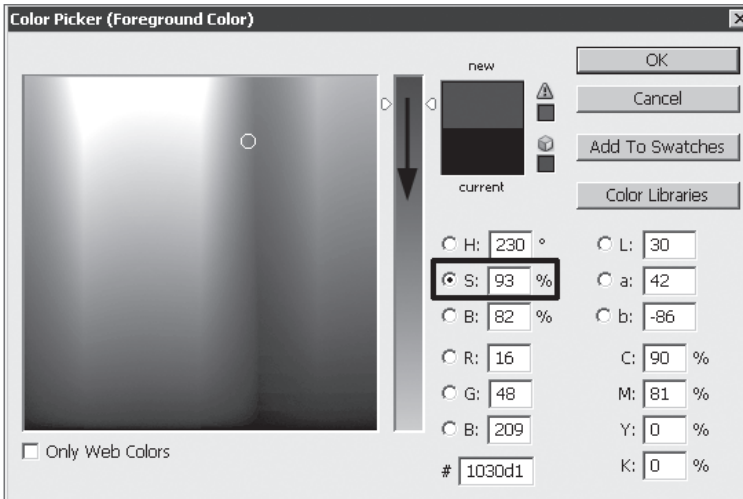 Color Picker (Foreground Color)
new
current
OK
Cancel
Add To Swatches
Color Libraries
H: 230 °
S: 93 %
B: 82 %
R: 16
G: 48
B: 209
# 1030d1
L: 30
a: 42
b: -86
C: 90 %
M: 81 %
Y: 0 %
K: 0 %
Only Web Colors